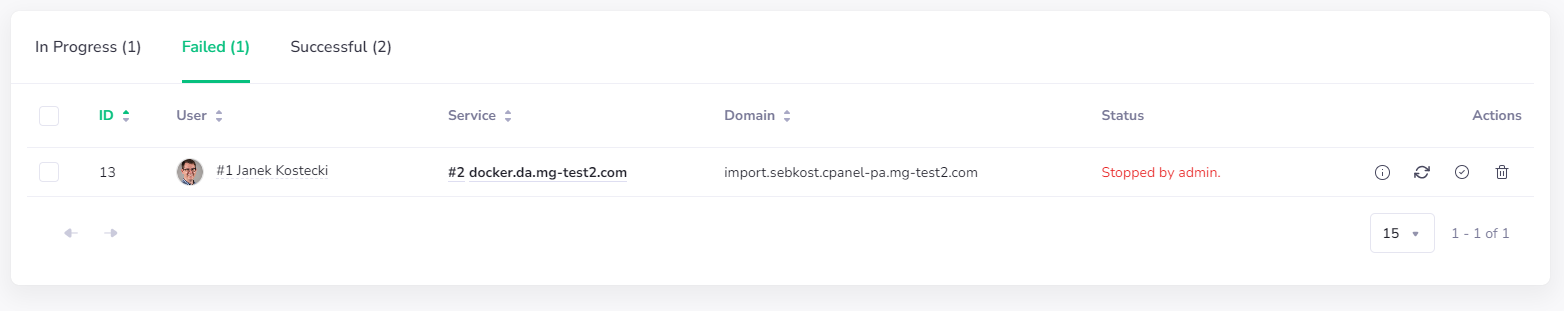 In Progress (1) Failed (1) Successful (2)
ID User Service Domain Status Actions
13 #1 Janek Kostecki #2 docker.da.mg-test2.com import.sebkost.cpanel-pa.mg-test2.com Stopped by admin.
15 1 - 1 of 1